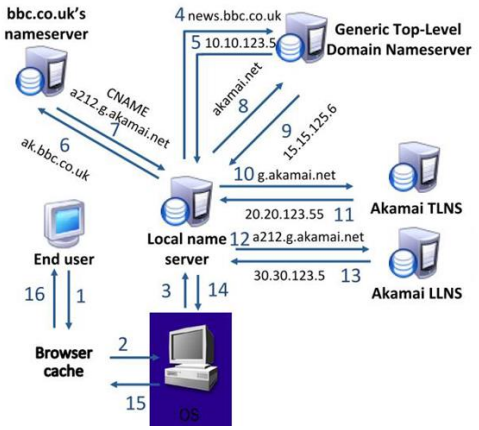 bbc.co.uk's
nameserver
4 news.bbc.co.uk
5 10.10.123.5
Generic Top-Level
Domain Nameserver
CNAME
a212.g.akamai.net
7
6
ak.bbc.co.uk
akamai.net
8
9
15.15.125.6
10 g.akamai.net
20.20.123.55 11
Akamai TLNS
Local name
server
12 a212.g.akamai.net
30.30.123.5 13
Akamai LLNS
End user
16 1
3 14
Browser
cache
2
15
OS